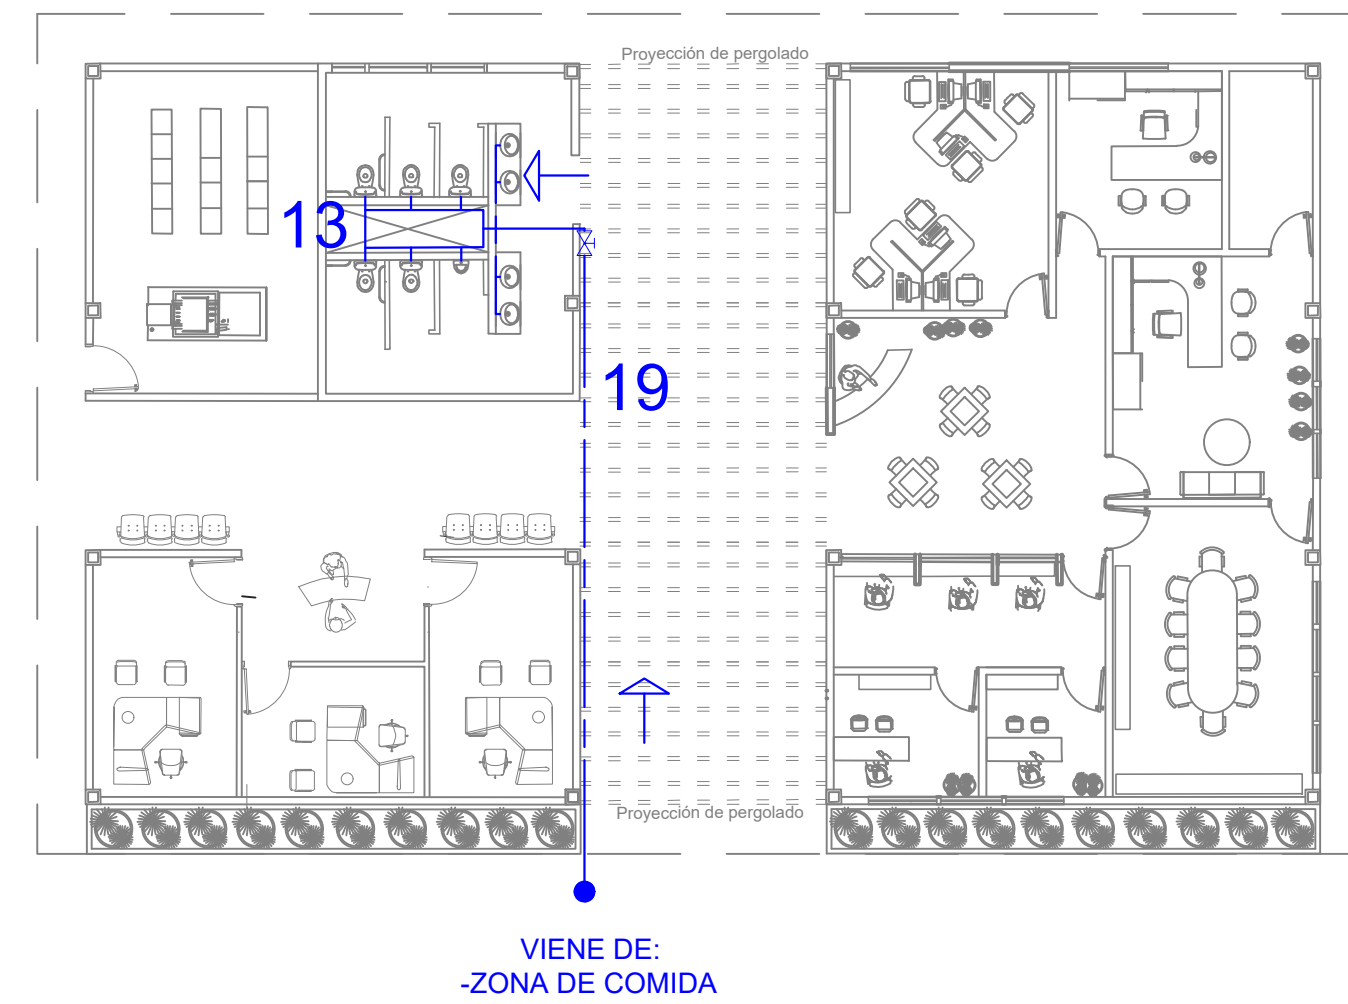 Proyección de pergolado
13
19
Proyección de pergolado
VIENE DE:
-ZONA DE COMIDA